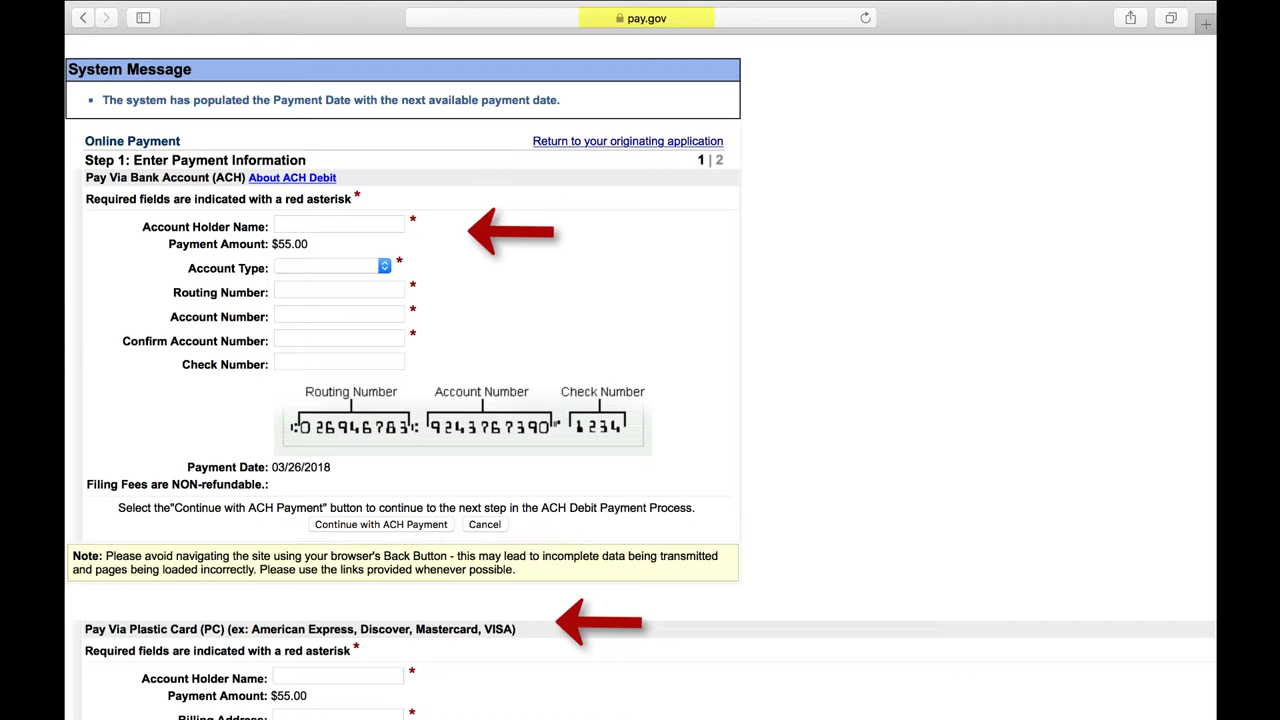 pay.gov
System Message
The system has populated the Payment Date with the next available payment date.
Online Payment Return to your originating application
Step 1: Enter Payment Information 1 | 2
Pay Via Bank Account (ACH) About ACH Debit
Required fields are indicated with a red asterisk *
Account Holder Name: *
Payment Amount: $55.00
Account Type: *
Routing Number: *
Account Number: *
Confirm Account Number: *
Check Number:
Routing Number Account Number Check Number
026946783 9243767390 1234
Payment Date: 03/26/2018
Filing Fees are NON-refundable.:
Select the"Continue with ACH Payment" button to continue to the next step in the ACH Debit Payment Process.
Continue with ACH Payment Cancel
Note: Please avoid navigating the site using your browser's Back Button - this may lead to incomplete data being transmitted
and pages being loaded incorrectly. Please use the links provided whenever possible.
Pay Via Plastic Card (PC) (ex: American Express, Discover, Mastercard, VISA)
Required fields are indicated with a red asterisk *
Account Holder Name: *
Payment Amount: $55.00
Billing Address: *